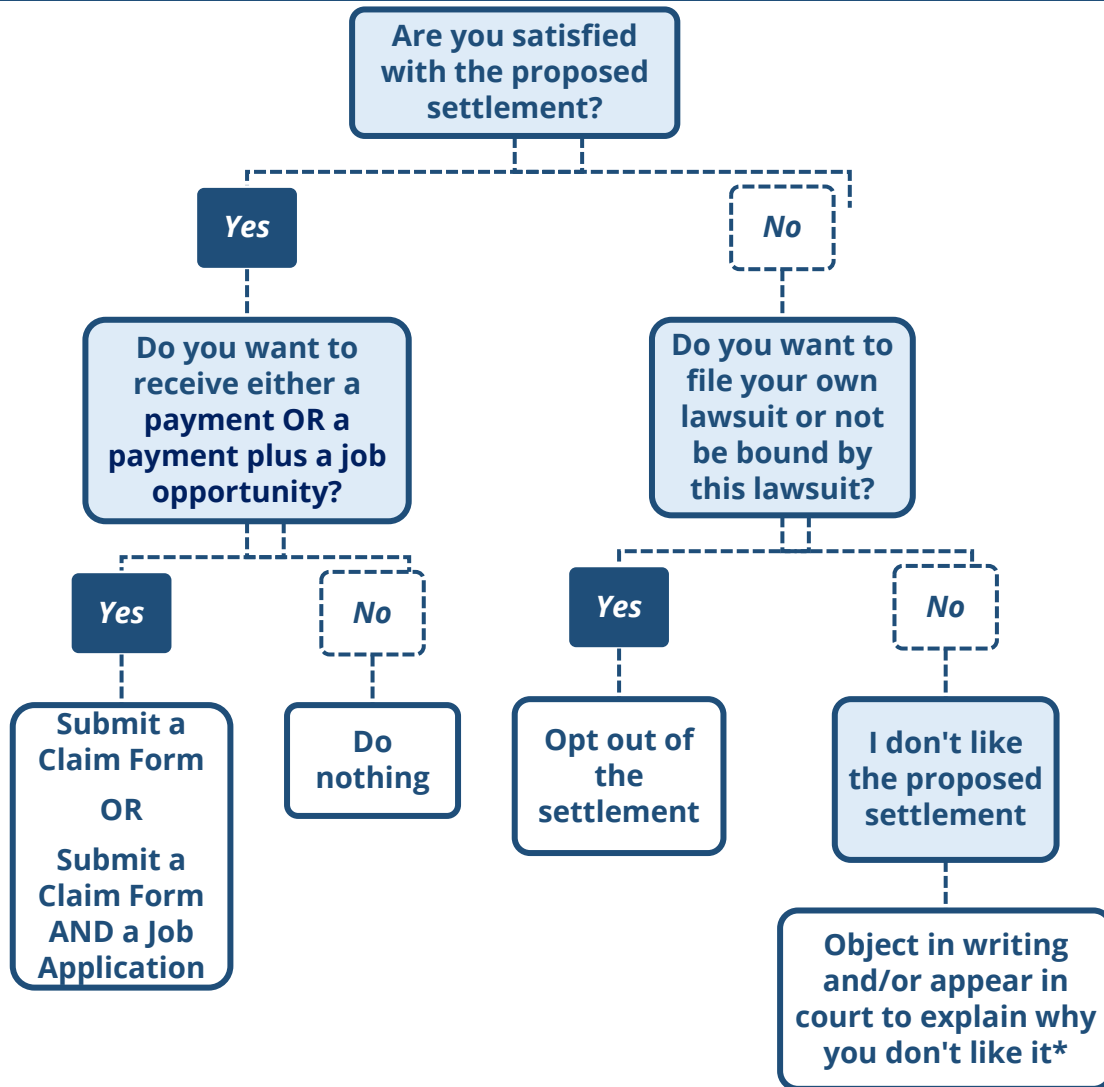 Are you satisfied
with the proposed
settlement?
Yes
No
Do you want to
receive either a
payment OR a
payment plus a job
opportunity?
Do you want to
file your own
lawsuit or not
be bound by
this lawsuit?
Yes
No
Yes
No
Submit a
Claim Form
OR
Submit a
Claim Form
AND a Job
Application
Do
nothing
Opt out of
the
settlement
I don't like
the proposed
settlement
Object in writing
and/or appear in
court to explain why
you don't like it*